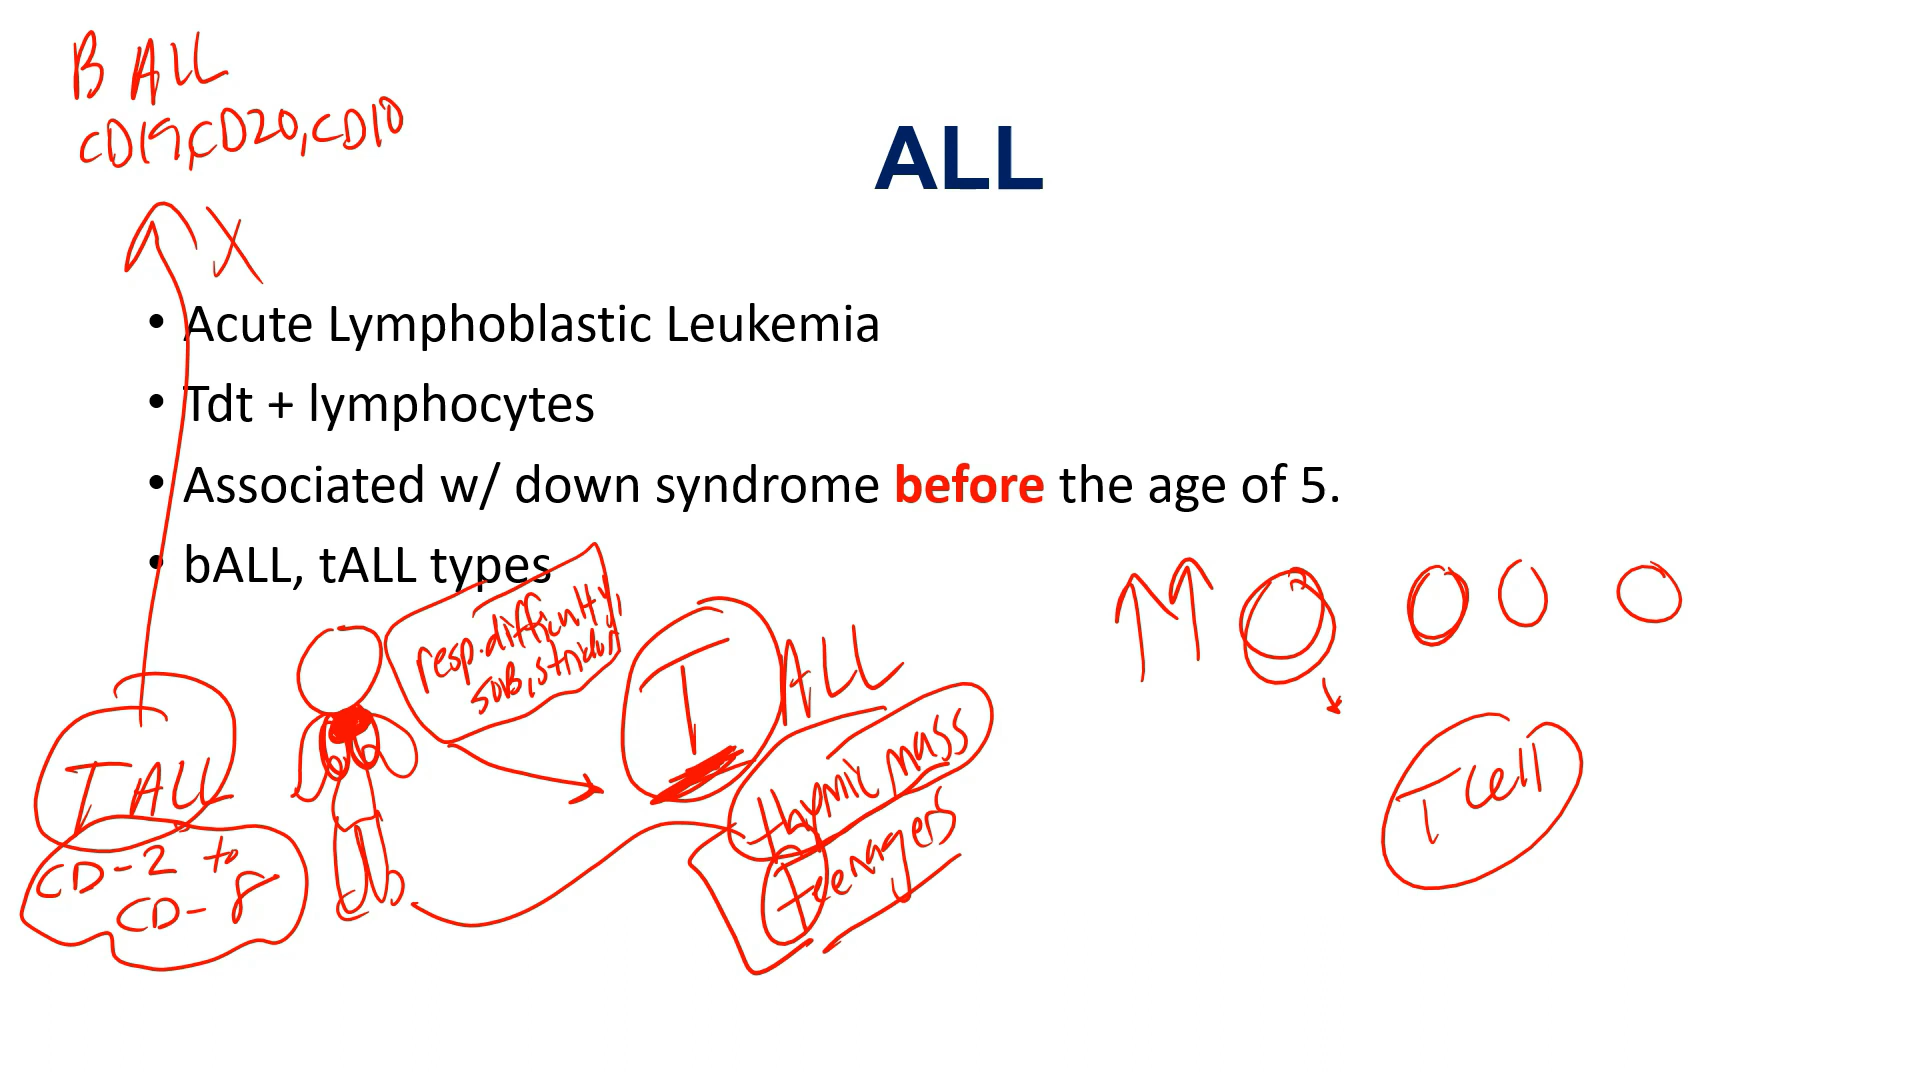 B ALL
CD19, CD20, CD10
ALL
X
• Acute Lymphoblastic Leukemia
• Tdt + lymphocytes
• Associated w/ down syndrome before the age of 5.
• bALL, tALL types
resp. difficulty,
SOB, stridor
T ALL
thymic mass
Teenagers
T ALL
CD-2 to
CD-8
T cell